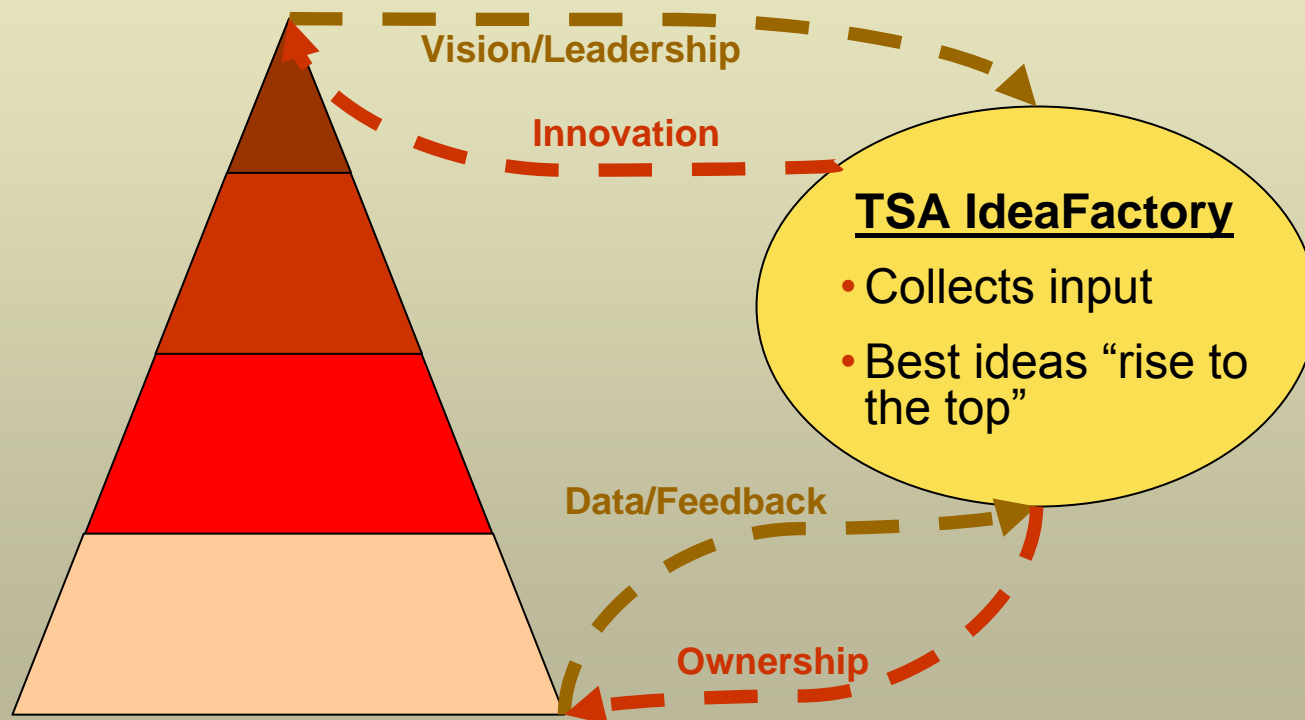 Vision/Leadership
Innovation
TSA IdeaFactory
• Collects input
• Best ideas “rise to
the top”
Data/Feedback
Ownership